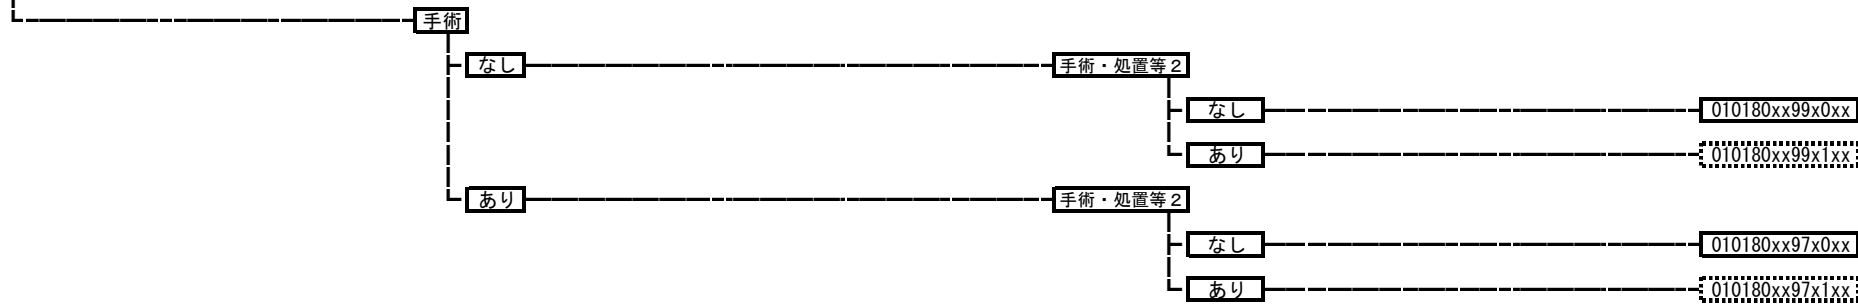 手術
なし 手術・処置等2
なし 010180xx99x0xx
あり 010180xx99x1xx
あり 手術・処置等2
なし 010180xx97x0xx
あり 010180xx97x1xx